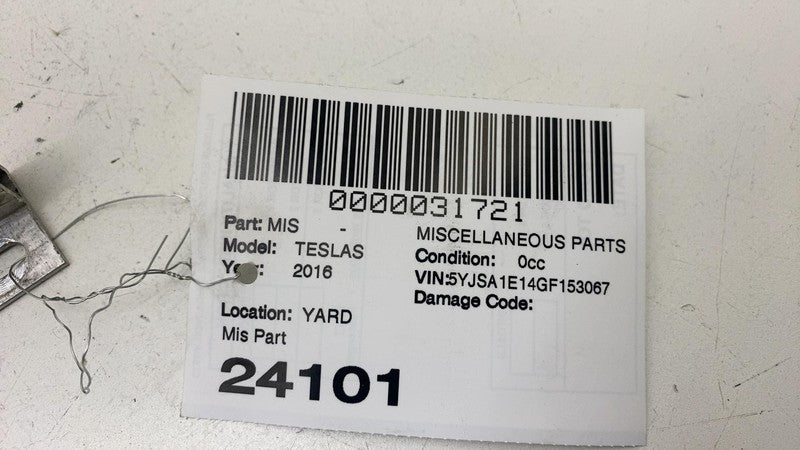 0000031721
Part: MIS - MISCELLANEOUS PARTS
Model: TESLAS Condition: 0cc
Year: 2016 VIN:5YJSA1E14GF153067
Damage Code:
Location: YARD
Mis Part
24101